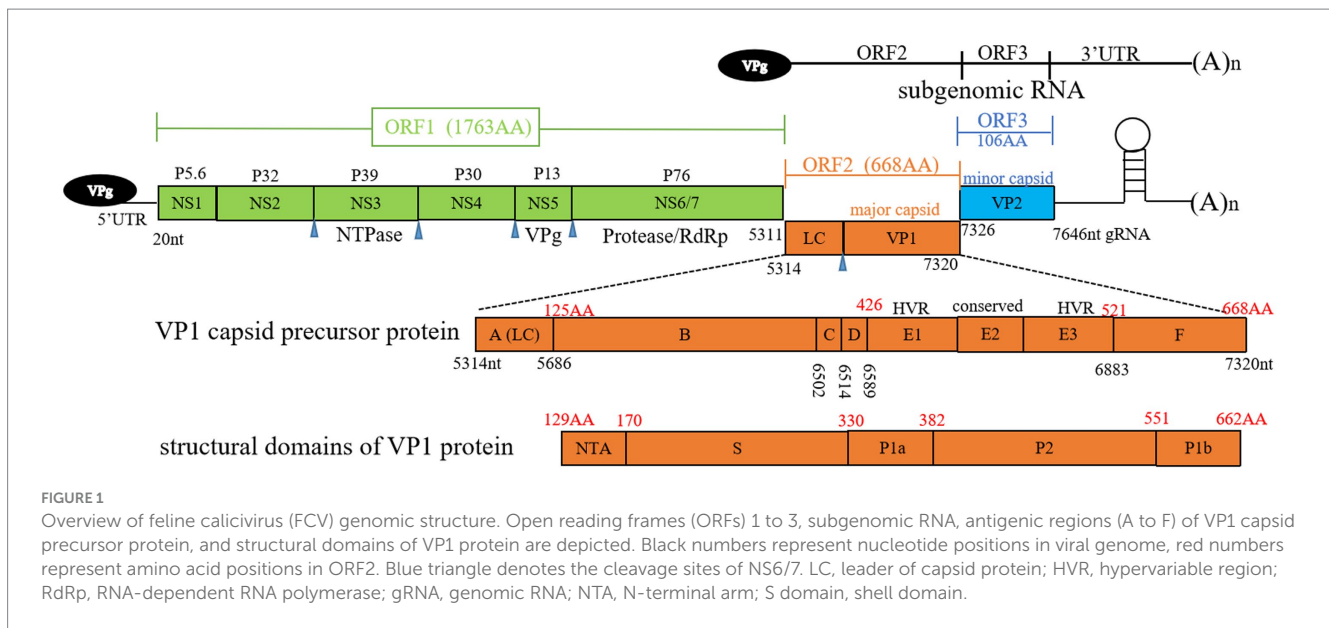 VPg ORF2 ORF3 3'UTR (A)n
subgenomic RNA
ORF1 (1763AA)
ORF3
106AA
P5.6 P32 P39 P30 P13 P76
ORF2 (668AA)
minor capsid
VPg 5'UTR NS1 NS2 NS3 NS4 NS5 NS6/7 major capsid VP2 (A)n
20nt NTPase VPg Protease/RdRp 5311 LC VP1 7326 7646nt gRNA
5314 7320
125AA 426 HVR conserved HVR 521 668AA
VP1 capsid precursor protein A (LC) B C D E1 E2 E3 F
5314nt 5686 6502 6514 6589 6883 7320nt
129AA 170 330 382 551 662AA
structural domains of VP1 protein NTA S P1a P2 P1b
FIGURE 1
Overview of feline calicivirus (FCV) genomic structure. Open reading frames (ORFs) 1 to 3, subgenomic RNA, antigenic regions (A to F) of VP1 capsid
precursor protein, and structural domains of VP1 protein are depicted. Black numbers represent nucleotide positions in viral genome, red numbers
represent amino acid positions in ORF2. Blue triangle denotes the cleavage sites of NS6/7. LC, leader of capsid protein; HVR, hypervariable region;
RdRp, RNA-dependent RNA polymerase; gRNA, genomic RNA; NTA, N-terminal arm; S domain, shell domain.